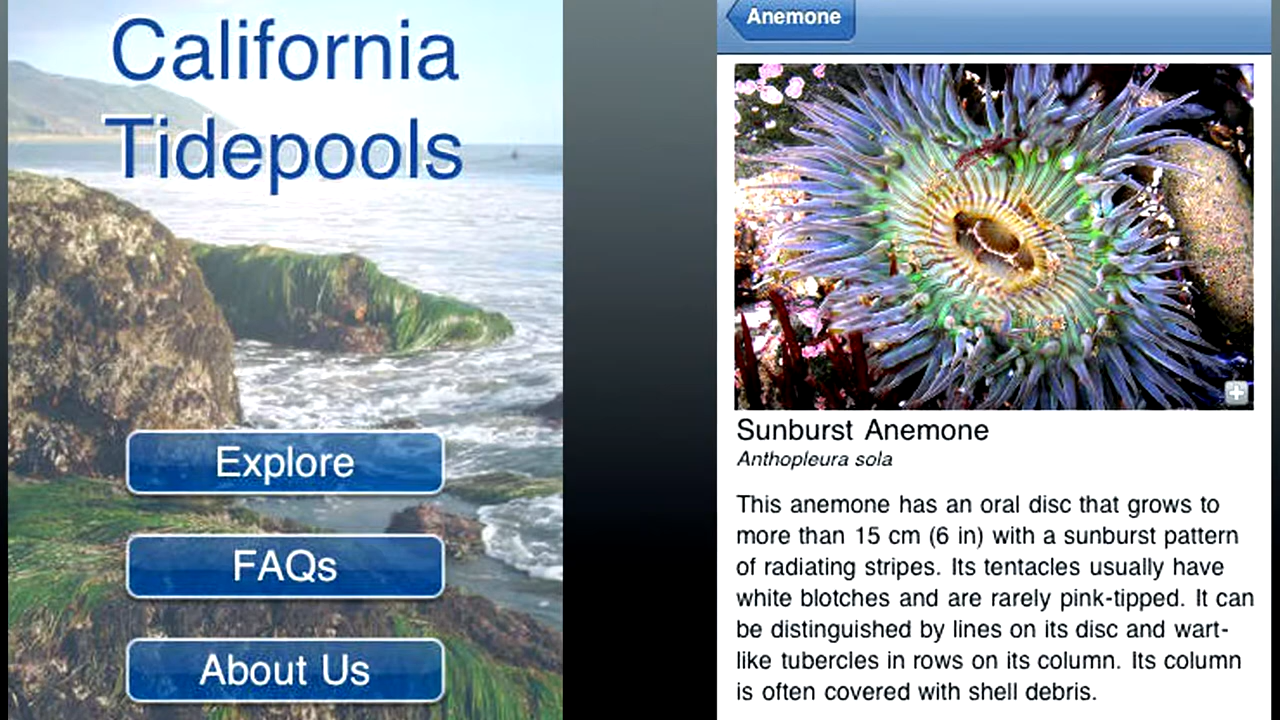 California
Tidepools
Explore
FAQs
About Us
Anemone
Sunburst Anemone
Anthopleura sola
This anemone has an oral disc that grows to
more than 15 cm (6 in) with a sunburst pattern
of radiating stripes. Its tentacles usually have
white blotches and are rarely pink-tipped. It can
be distinguished by lines on its disc and wart-
like tubercles in rows on its column. Its column
is often covered with shell debris.